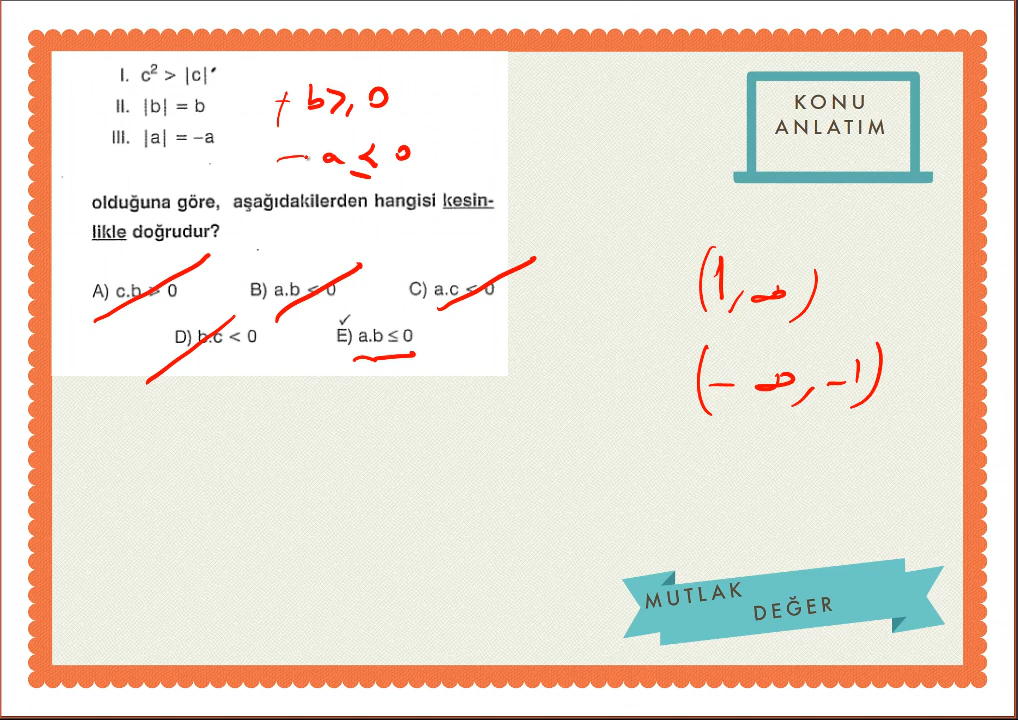 I. c² > |c|
II. |b| = b
III. |a| = −a
+ b ≥ 0
− a ≤ 0
olduğuna göre, aşağıdakilerden hangisi kesin-
likle doğrudur?
A) c.b > 0 B) a.b < 0 C) a.c < 0
D) b.c < 0 E) a.b ≤ 0
KONU
ANLATIM
(1, ∞)
(−∞, −1)
MUTLAK
DEĞER